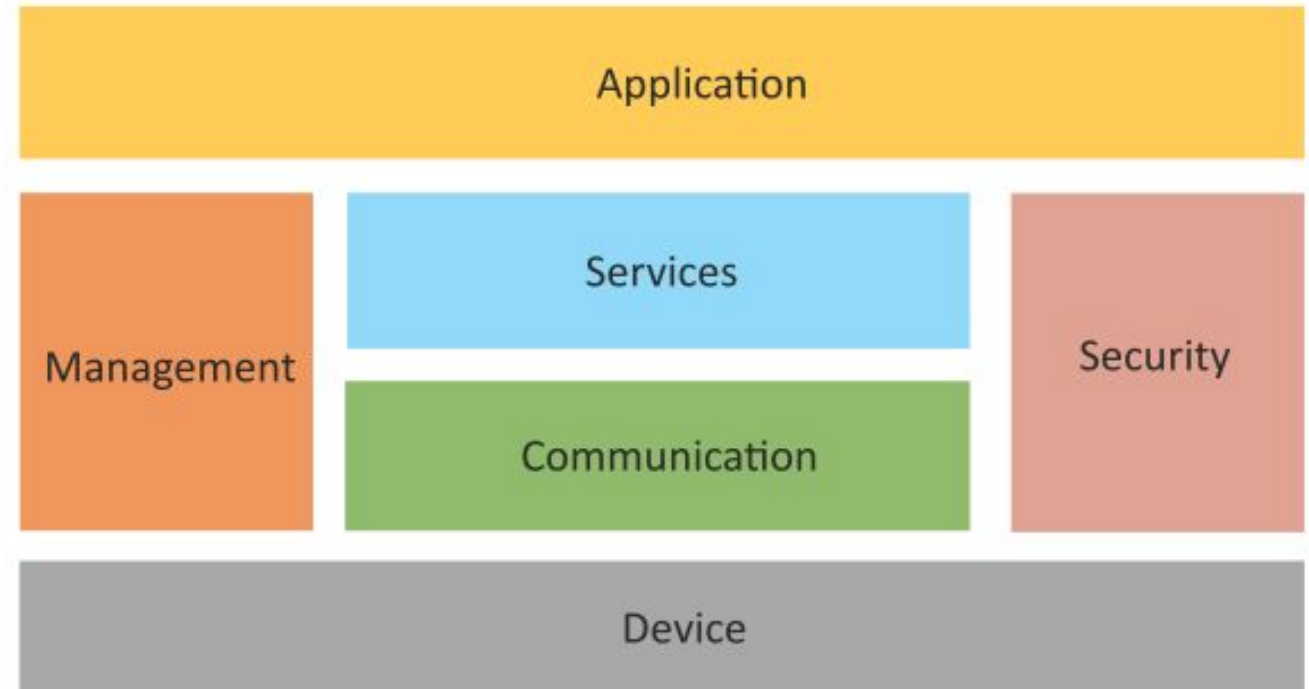 Application
Services
Management
Security
Communication
Device